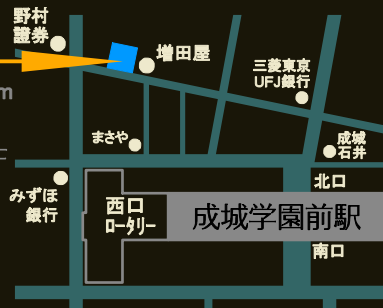 野村
證券
増田屋
三菱東京
UFJ銀行
m
まさや
成城
石井
みずほ
銀行
西口
ロータリー
成城学園前駅
北口
南口